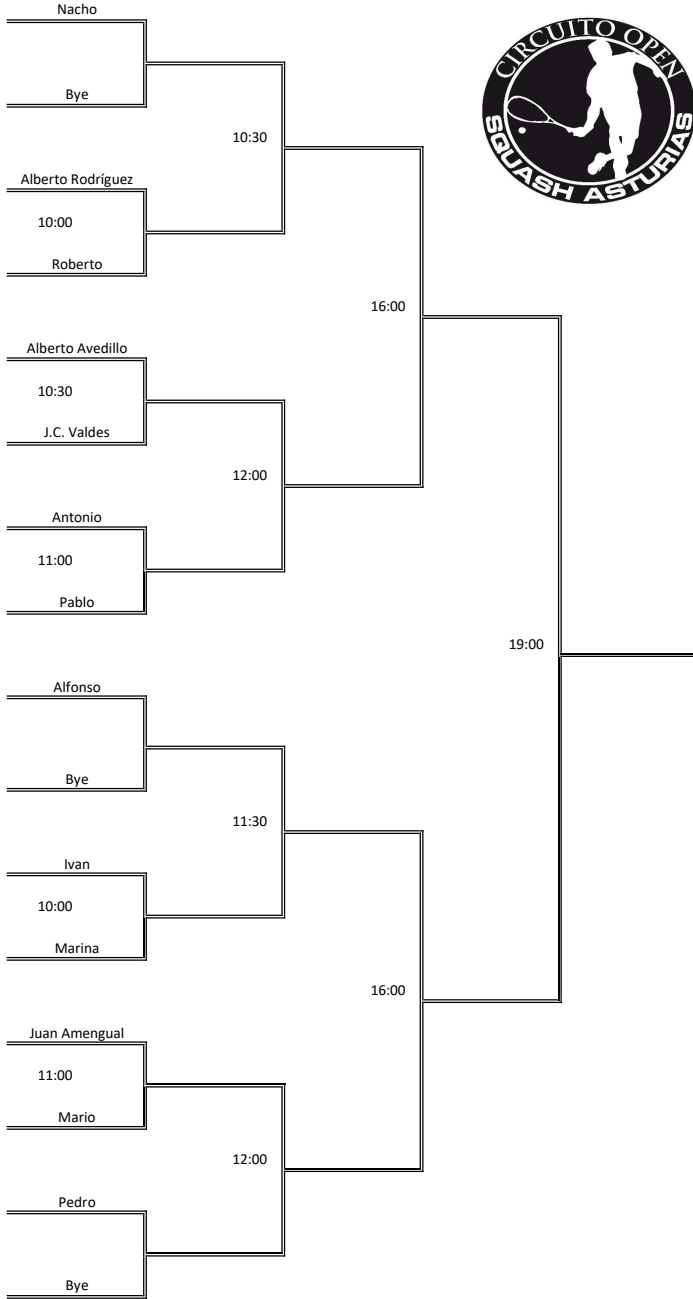 Nacho
CIRCUITO OPEN
SQUASH ASTURIAS
Bye
10:30
Alberto Rodríguez
10:00
Roberto
16:00
Alberto Avedillo
10:30
J.C. Valdes
12:00
Antonio
11:00
Pablo
19:00
Alfonso
Bye
11:30
Ivan
10:00
Marina
16:00
Juan Amengual
11:00
Mario
12:00
Pedro
Bye